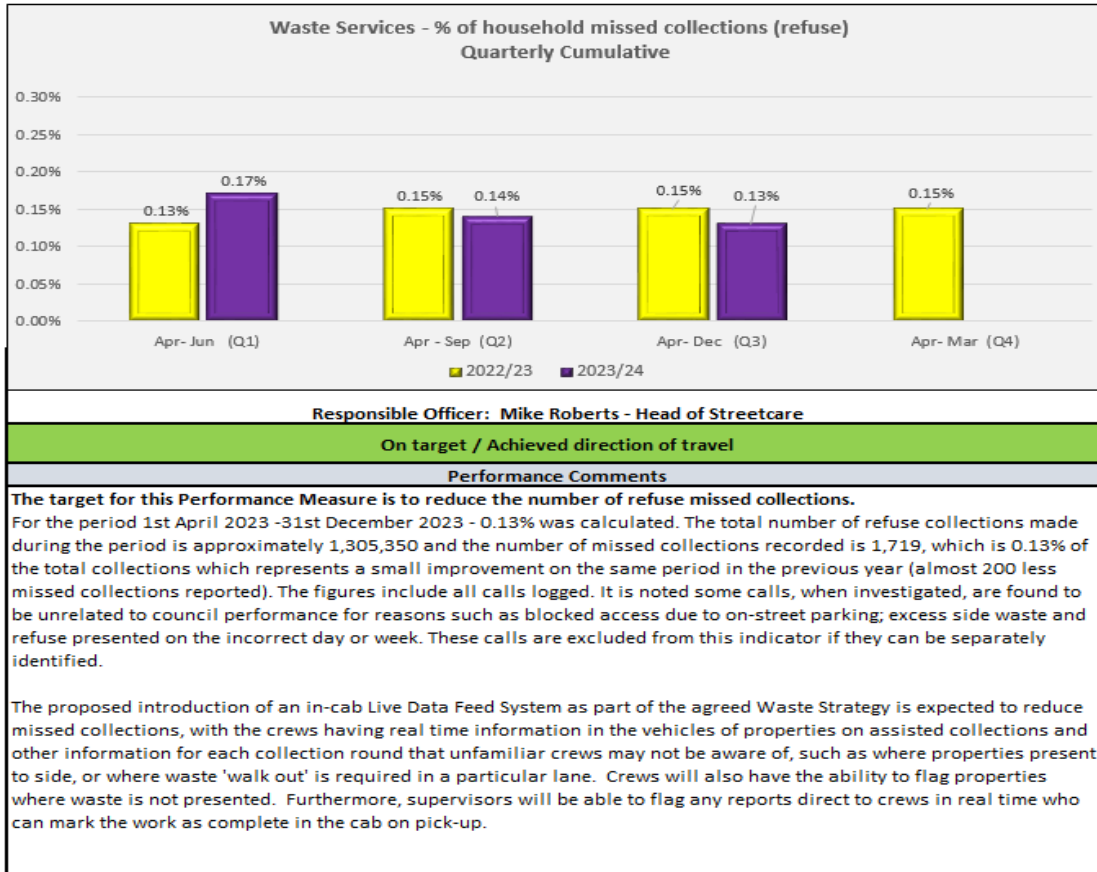 Waste Services - % of household missed collections (refuse)
Quarterly Cumulative
0.30%
0.25%
0.20%
0.15%
0.10%
0.05%
0.00%
0.13%
0.17%
0.15%
0.14%
0.15%
0.13%
0.15%
Apr- Jun (Q1)
Apr - Sep (Q2)
Apr- Dec (Q3)
Apr- Mar (Q4)
2022/23
2023/24
Responsible Officer: Mike Roberts - Head of Streetcare
On target / Achieved direction of travel
Performance Comments
The target for this Performance Measure is to reduce the number of refuse missed collections.
For the period 1st April 2023 -31st December 2023 - 0.13% was calculated. The total number of refuse collections made
during the period is approximately 1,305,350 and the number of missed collections recorded is 1,719, which is 0.13% of
the total collections which represents a small improvement on the same period in the previous year (almost 200 less
missed collections reported). The figures include all calls logged. It is noted some calls, when investigated, are found to
be unrelated to council performance for reasons such as blocked access due to on-street parking; excess side waste and
refuse presented on the incorrect day or week. These calls are excluded from this indicator if they can be separately
identified.
The proposed introduction of an in-cab Live Data Feed System as part of the agreed Waste Strategy is expected to reduce
missed collections, with the crews having real time information in the vehicles of properties on assisted collections and
other information for each collection round that unfamiliar crews may not be aware of, such as where properties present
to side, or where waste 'walk out' is required in a particular lane. Crews will also have the ability to flag properties
where waste is not presented. Furthermore, supervisors will be able to flag any reports direct to crews in real time who
can mark the work as complete in the cab on pick-up.